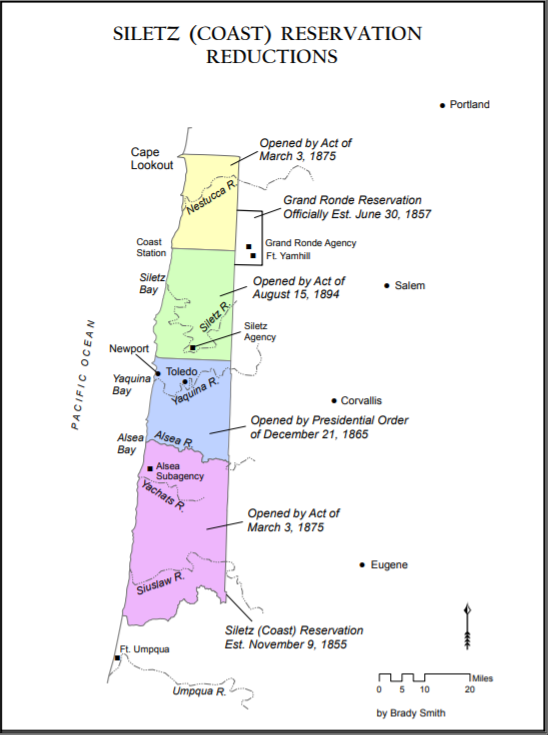 SILETZ (COAST) RESERVATION
REDUCTIONS
Portland
Opened by Act of
March 3, 1875
Cape
Lookout
Nestucca R.
Grand Ronde Reservation
Officially Est. June 30, 1857
Coast
Station
Grand Ronde Agency
Ft. Yamhill
Siletz
Bay
Opened by Act of
August 15, 1894
Salem
Siletz R.
Siletz
Agency
PACIFIC OCEAN
Newport
Toledo
Yaquina
Bay
Yaquina R.
Corvallis
Opened by Presidential Order
of December 21, 1865
Alsea
Bay
Alsea R.
Alsea
Subagency
Yachats R.
Opened by Act of
March 3, 1875
Eugene
Siuslaw R.
Siletz (Coast) Reservation
Est. November 9, 1855
Ft. Umpqua
Umpqua R.
Miles
0 5 10 20
by Brady Smith